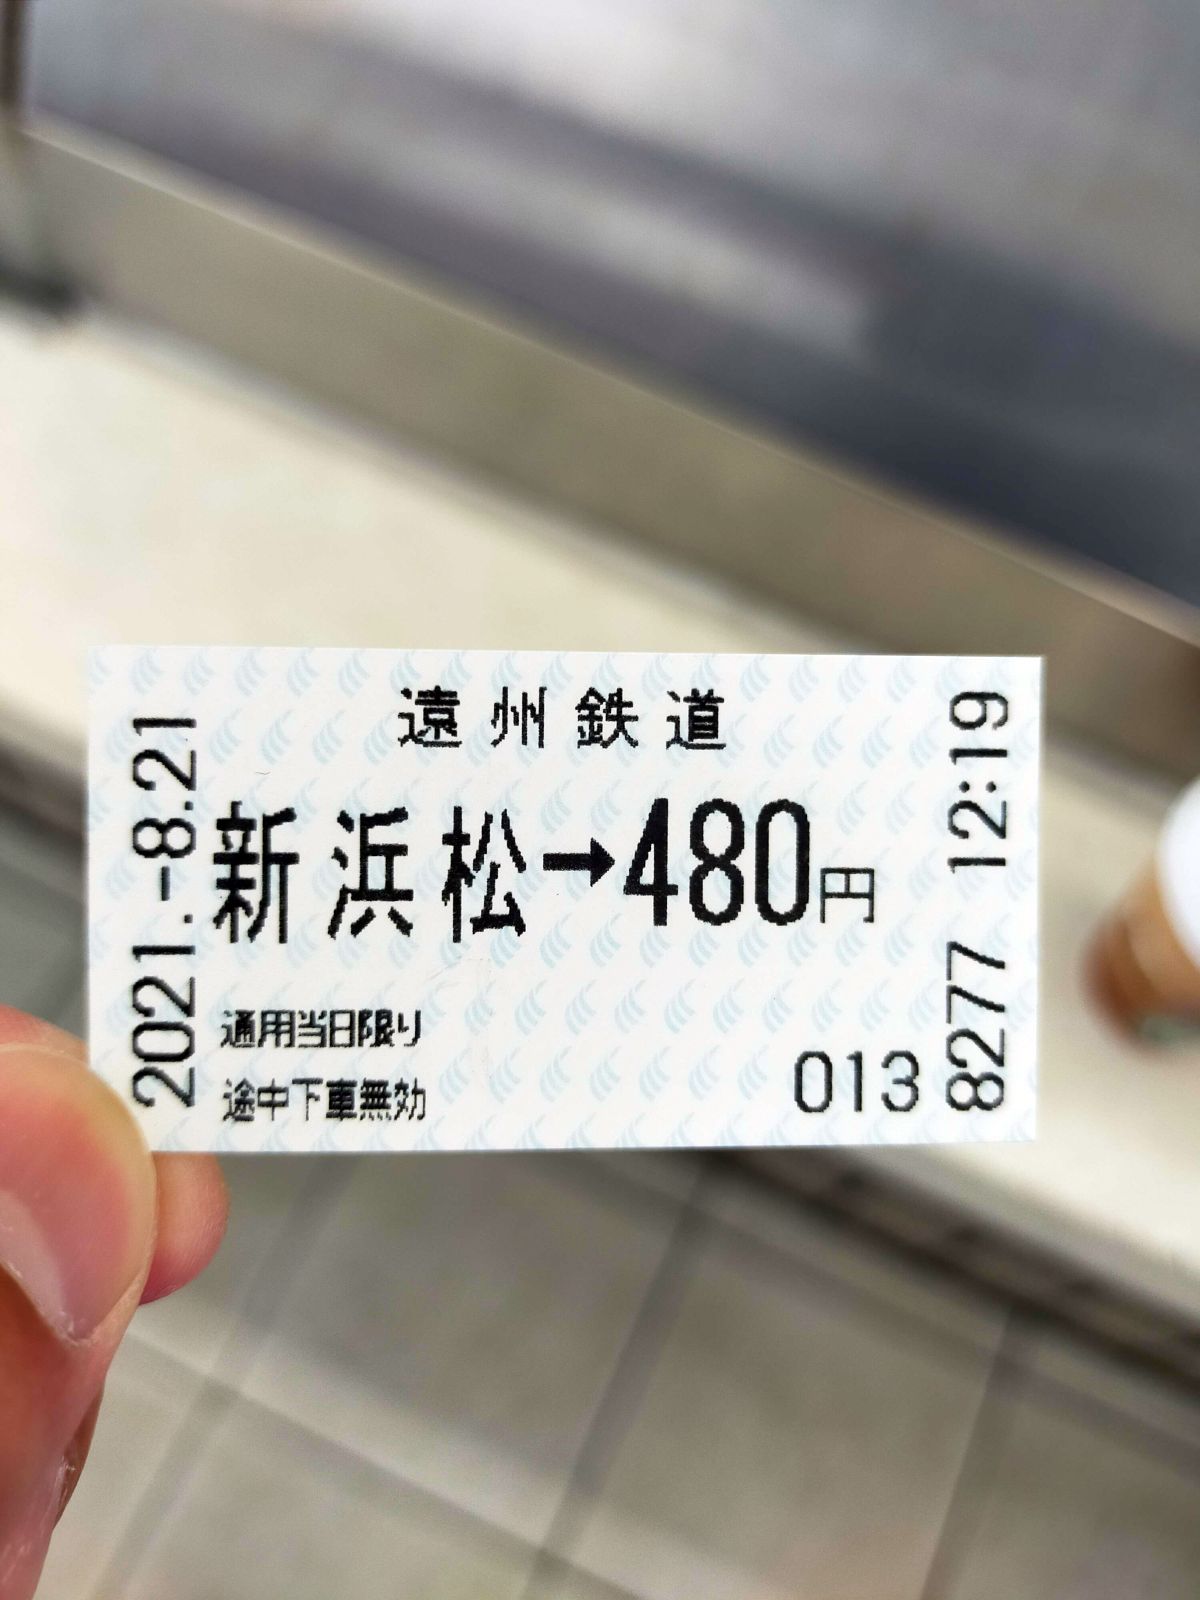 遠州鉄道
新浜松→480円
通用当日限り
途中下車無効
013
2021.-8.21
8277 12:19